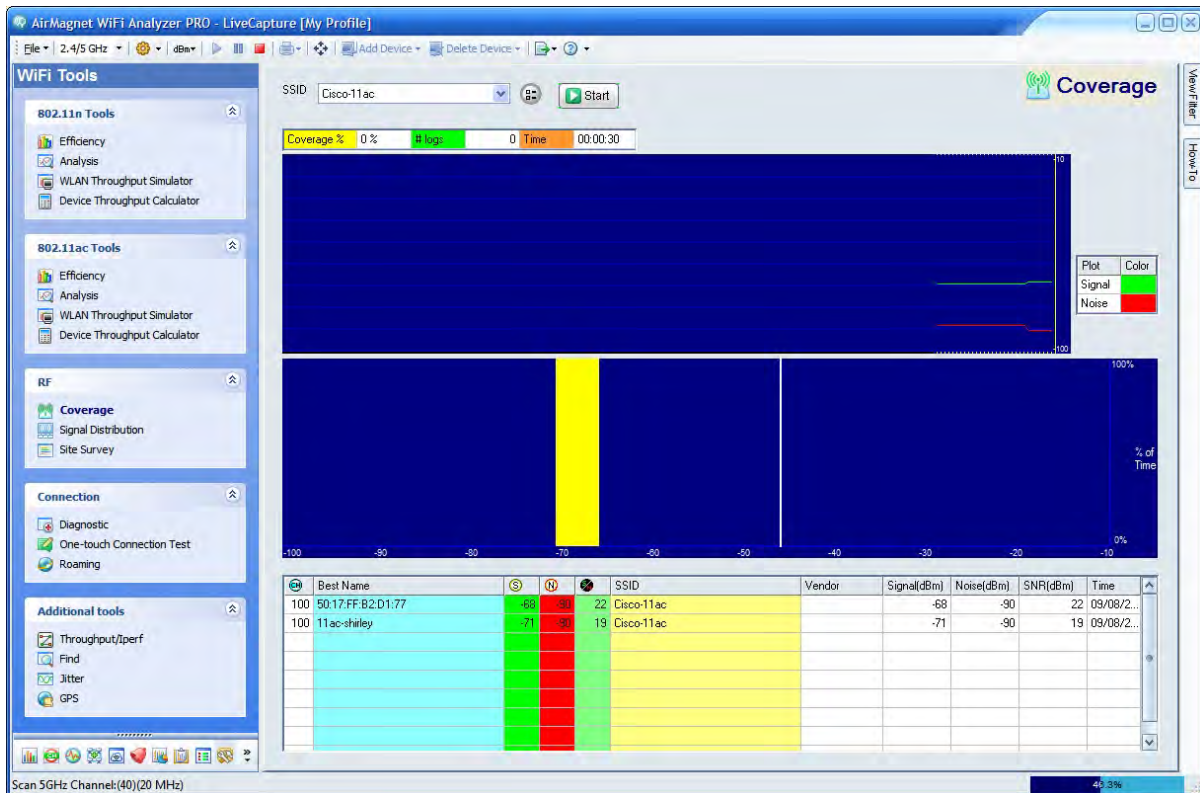 AirMagnet WiFi Analyzer PRO - LiveCapture [My Profile]
File 2.4/5 GHz dBm Add Device Delete Device
WiFi Tools
802.11n Tools
Efficiency
Analysis
WLAN Throughput Simulator
Device Throughput Calculator
802.11ac Tools
Efficiency
Analysis
WLAN Throughput Simulator
Device Throughput Calculator
RF
Coverage
Signal Distribution
Site Survey
Connection
Diagnostic
One-touch Connection Test
Roaming
Additional tools
Throughput/Iperf
Find
Jitter
GPS
Scan 5GHz Channel:(40)(20 MHz)
SSID Cisco-11ac Start
Coverage
View Filter
How-To
Coverage % 0 % # logs 0 Time 00:00:30
-10
-100
Plot Color
Signal
Noise
100%
% of
Time
0%
-100 -90 -80 -70 -60 -50 -40 -30 -20 -10
CH Best Name S N SSID Vendor Signal(dBm) Noise(dBm) SNR(dBm) Time
100 50:17:FF:B2:D1:77 -68 -90 22 Cisco-11ac -68 -90 22 09/08/2...
100 11ac-shirley -71 -90 19 Cisco-11ac -71 -90 19 09/08/2...